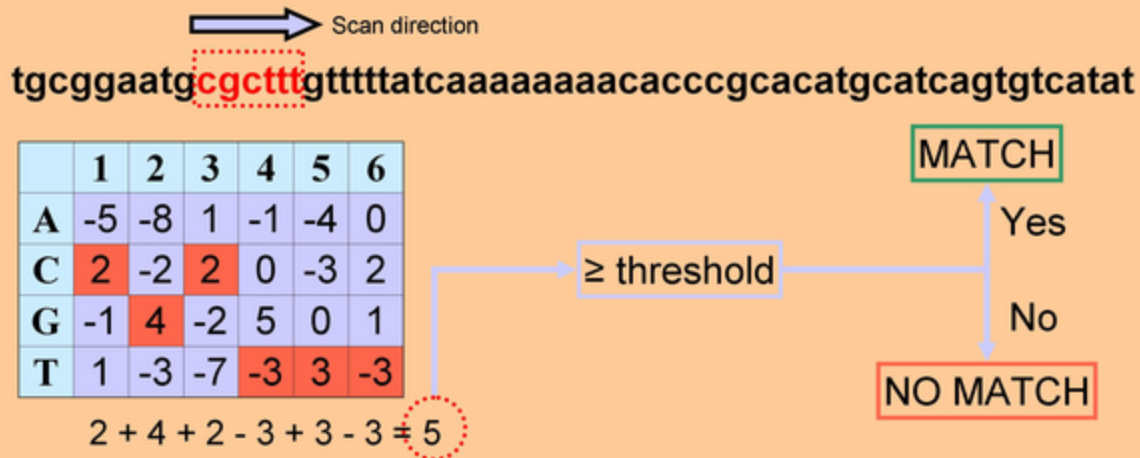 Scan direction
tgcggaatgcgctttgtttttatcaaaaaaaacacccgcacatgcatcagtgtcatat
MATCH
1 2 3 4 5 6
A -5 -8 1 -1 -4 0
Yes
C 2 -2 2 0 -3 2
≥ threshold
G -1 4 -2 5 0 1
No
T 1 -3 -7 -3 3 -3
NO MATCH
2 + 4 + 2 - 3 + 3 - 3 = 5